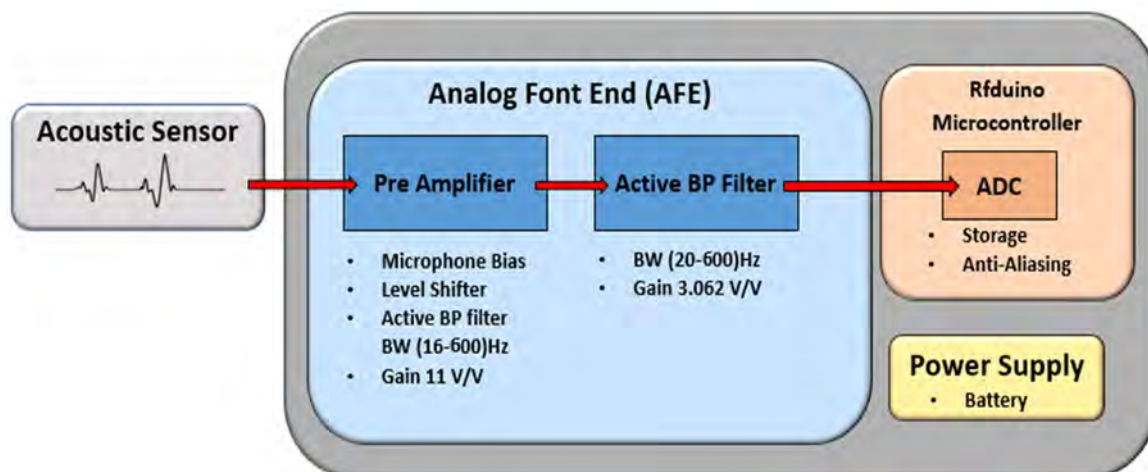 Analog Font End (AFE)
Acoustic Sensor
Pre Amplifier
• Microphone Bias
• Level Shifter
• Active BP filter
BW (16-600)Hz
• Gain 11 V/V
Active BP Filter
• BW (20-600)Hz
• Gain 3.062 V/V
Rfduino
Microcontroller
ADC
• Storage
• Anti-Aliasing
Power Supply
• Battery